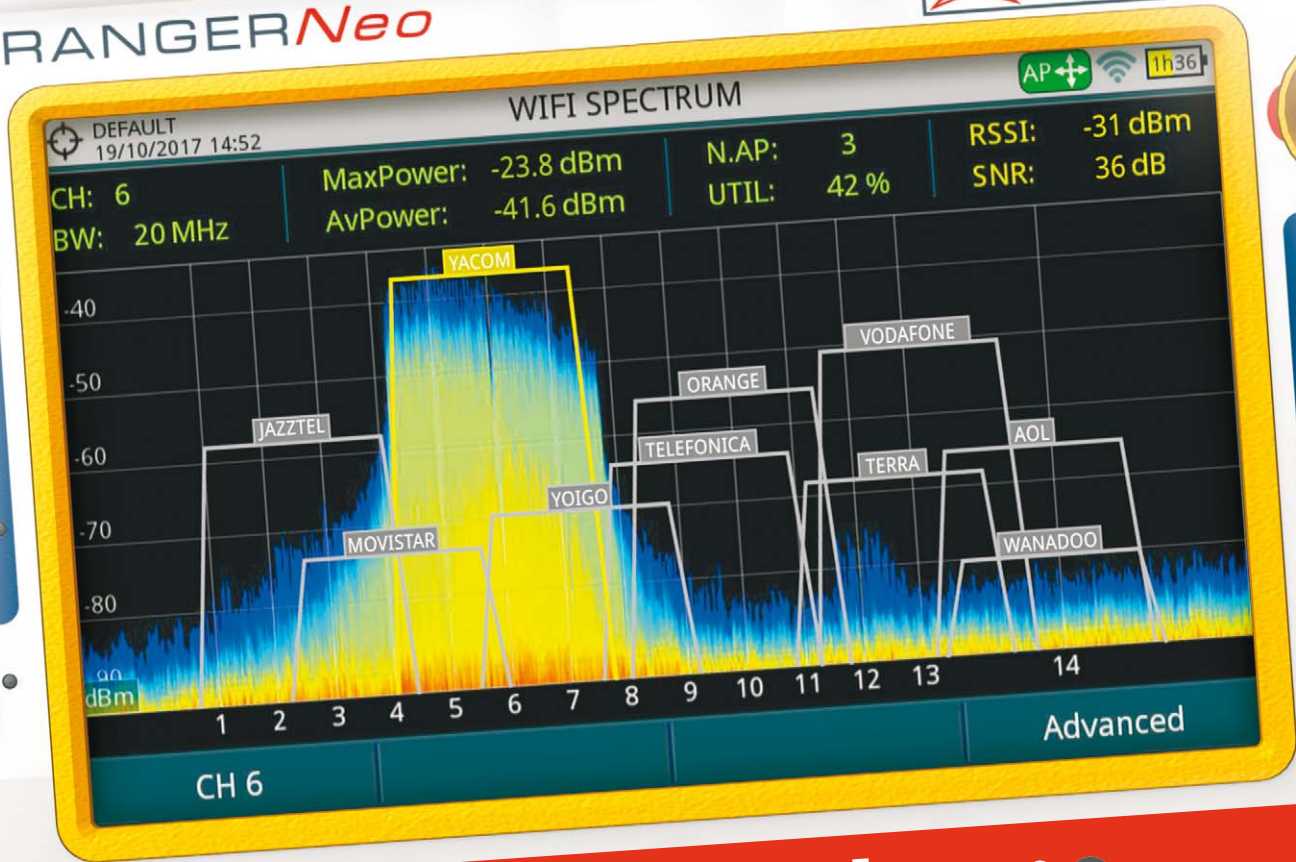 RANGERNeo
DEFAULT
19/10/2017 14:52
WIFI SPECTRUM
AP
1h36
CH: 6
BW: 20 MHz
MaxPower: -23.8 dBm
AvPower: -41.6 dBm
N.AP: 3
UTIL: 42 %
RSSI: -31 dBm
SNR: 36 dB
YACOM
-40
VODAFONE
-50
ORANGE
JAZZTEL
TELEFONICA
AOL
-60
TERRA
YOIGO
-70
MOVISTAR
WANADOO
-80
90
dBm
1 2 3 4 5 6 7 8 9 10 11 12 13 14
CH 6
Advanced